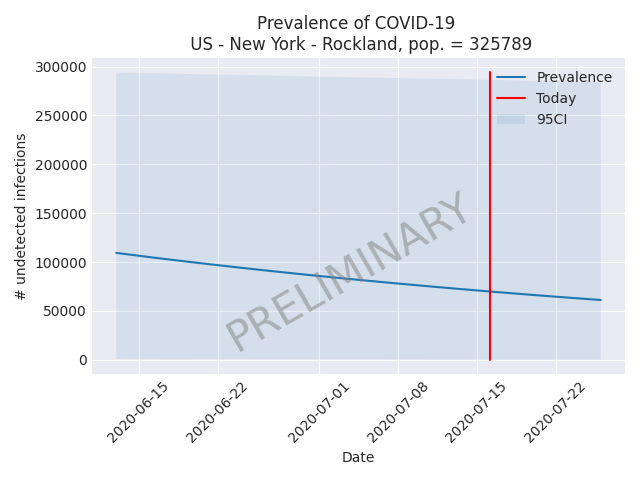 Prevalence of COVID-19
US - New York - Rockland, pop. = 325789
300000
250000
200000
150000
100000
50000
0
# undetected infections
Prevalence
Today
95CI
PRELIMINARY
2020-06-15
2020-06-22
2020-07-01
2020-07-08
2020-07-15
2020-07-22
Date